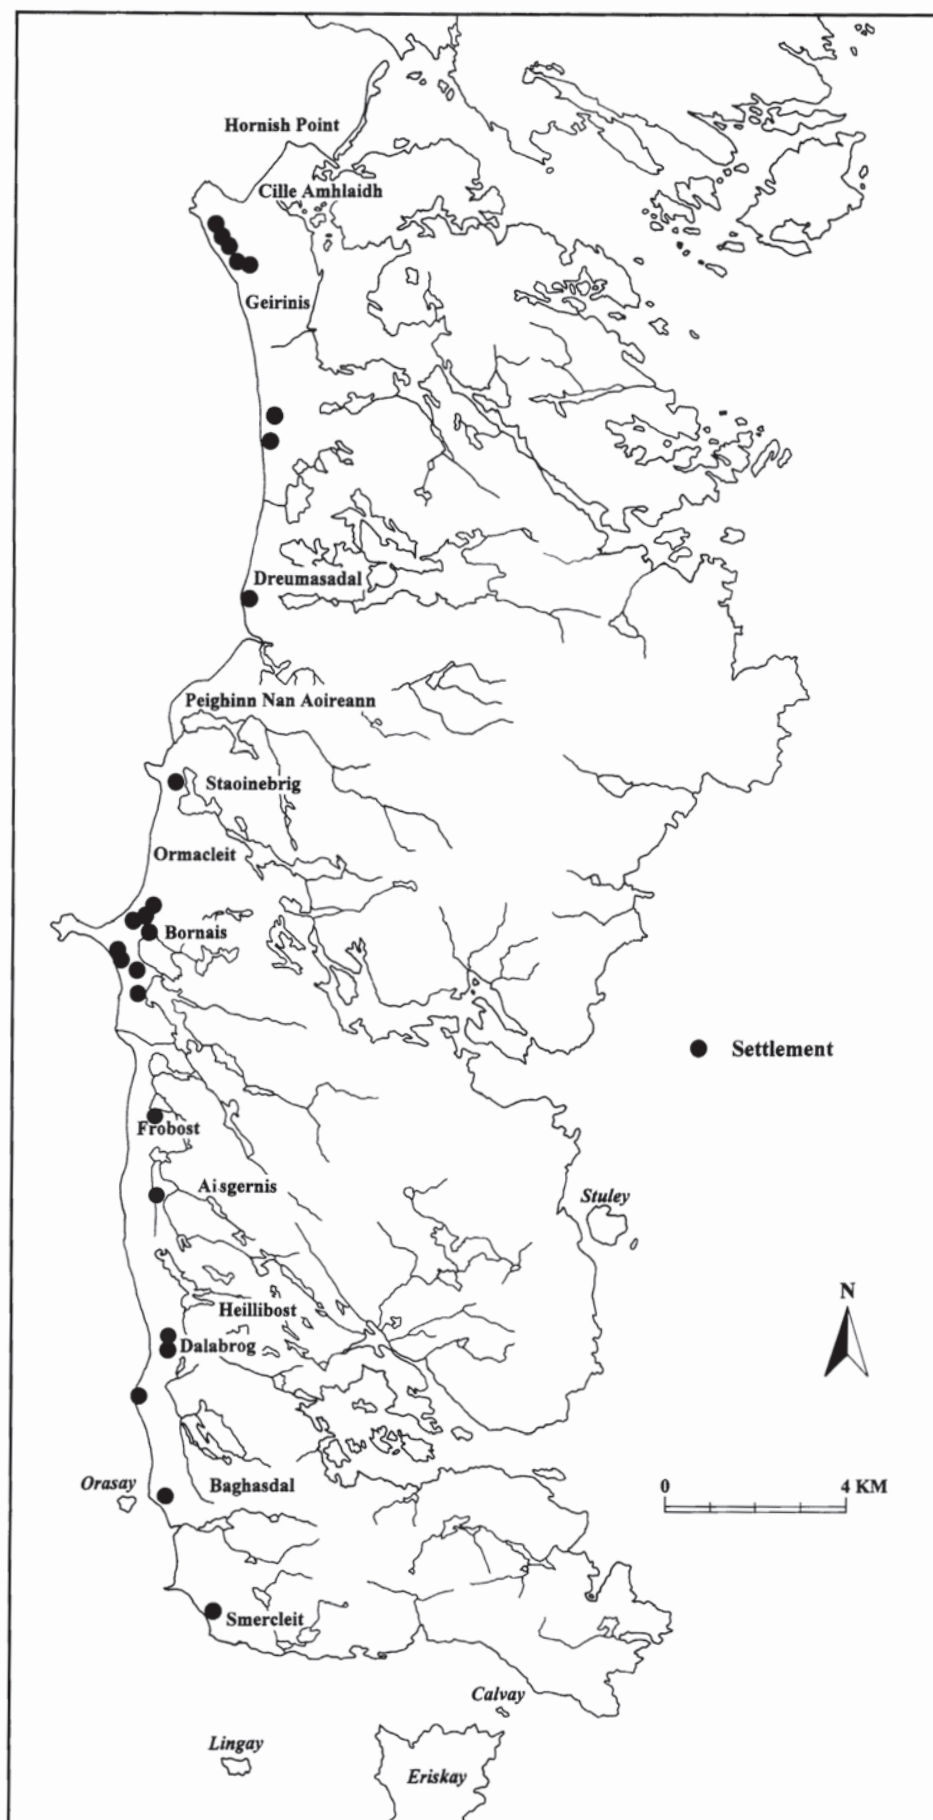 Hornish Point
Cille Amhlaidh
Geirinis
Dreumasadal
Peighinn Nan Aoireann
Staoinebrig
Ormacleit
Bornais
Settlement
Frobost
Aisgernis
Stuley
Heillibost
N
Dalabrog
Orasay
Baghasdal
0 4 KM
Smercleit
Calvay
Lingay
Eriskay